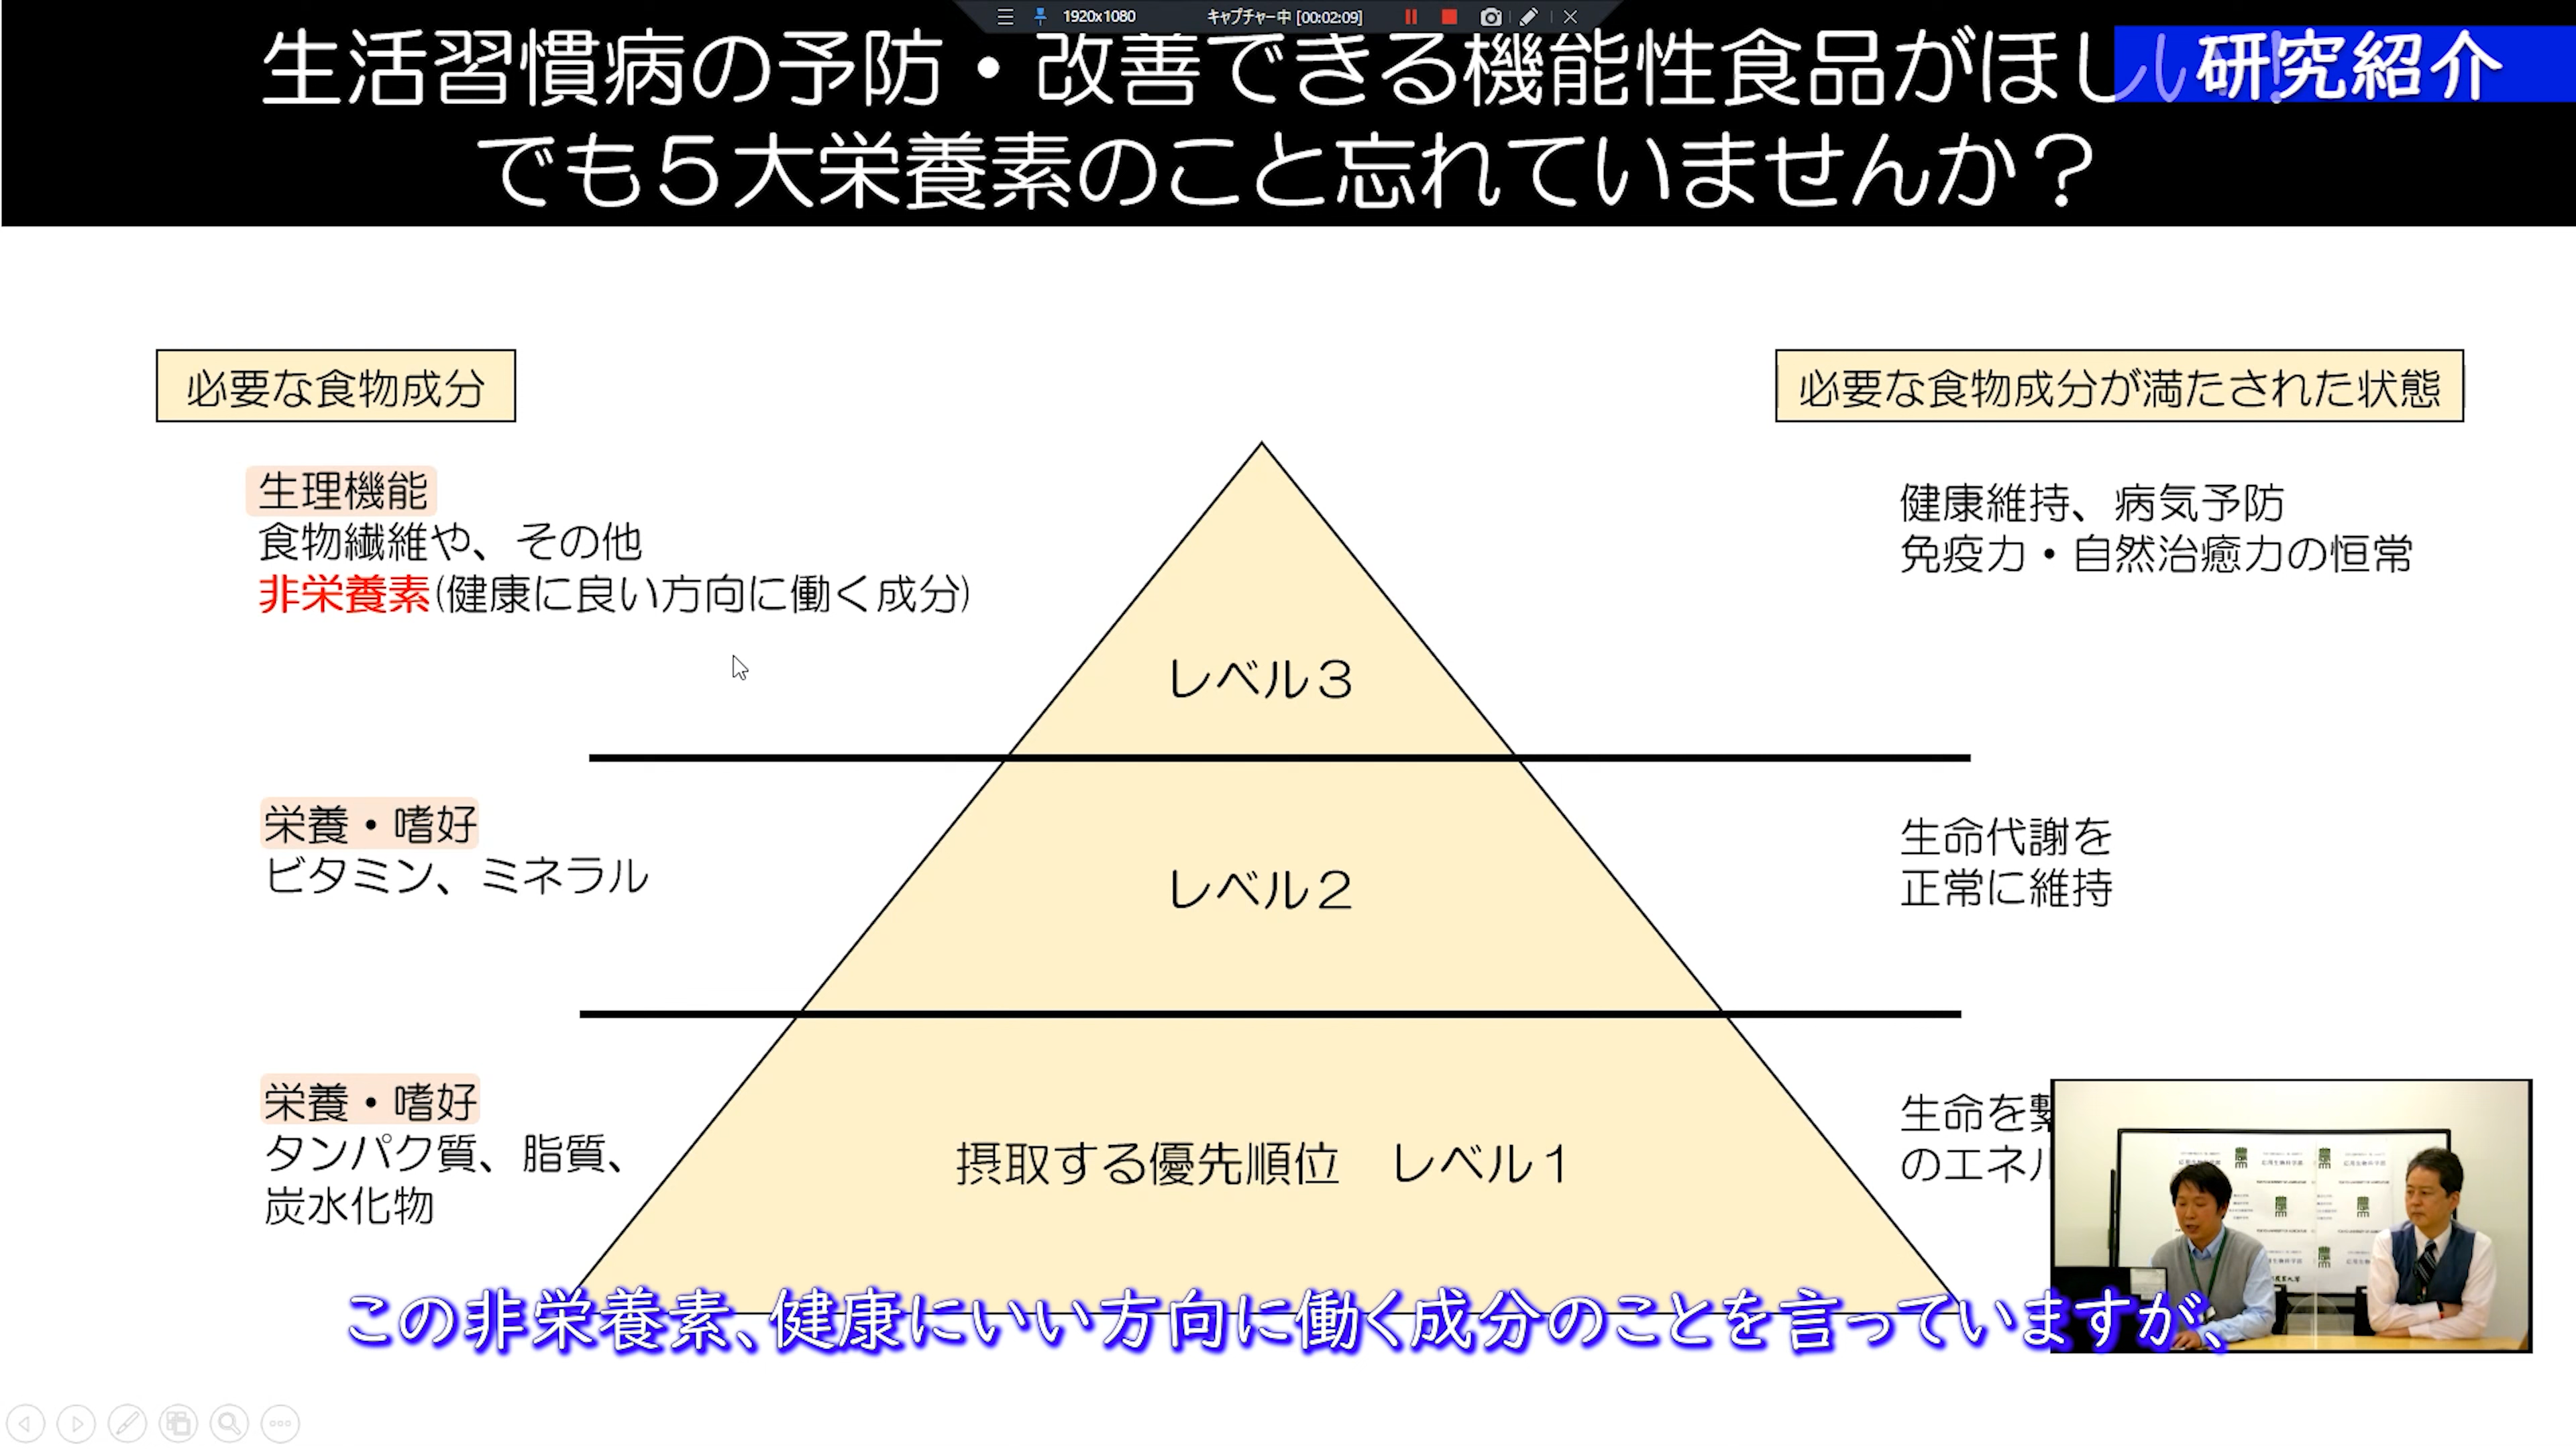 1920x1080 キャプチャー中 [00:02:09]
生活習慣病の予防・改善できる機能性食品がほしい！
研究紹介
でも５大栄養素のこと忘れていませんか？
必要な食物成分
必要な食物成分が満たされた状態
生理機能
食物繊維や、その他
非栄養素(健康に良い方向に働く成分)
健康維持、病気予防
免疫力・自然治癒力の恒常
レベル３
栄養・嗜好
ビタミン、ミネラル
レベル２
生命代謝を
正常に維持
栄養・嗜好
タンパク質、脂質、
炭水化物
摂取する優先順位　レベル１
生命を繋
のエネル
この非栄養素、健康にいい方向に働く成分のことを言っていますが、